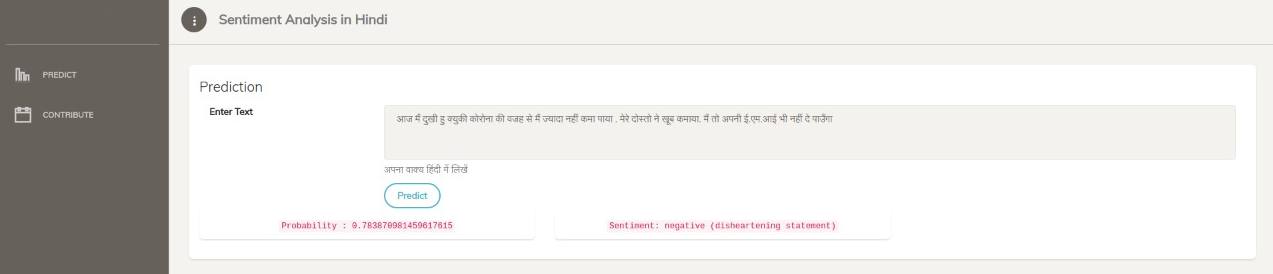 Sentiment Analysis in Hindi
PREDICT
CONTRIBUTE
Prediction
Enter Text
आज मैं दुखी हु क्युकी कोरोना की वजह से मैं ज्यादा नहीं कमा पाया . मेरे दोस्तो ने खूब कमाया. मैं तो अपनी ई.एम.आई भी नहीं दे पाउँगा
अपना वाक्य हिंदी में लिखें
Predict
Probability : 0.783870981459617615
Sentiment: negative (disheartening statement)